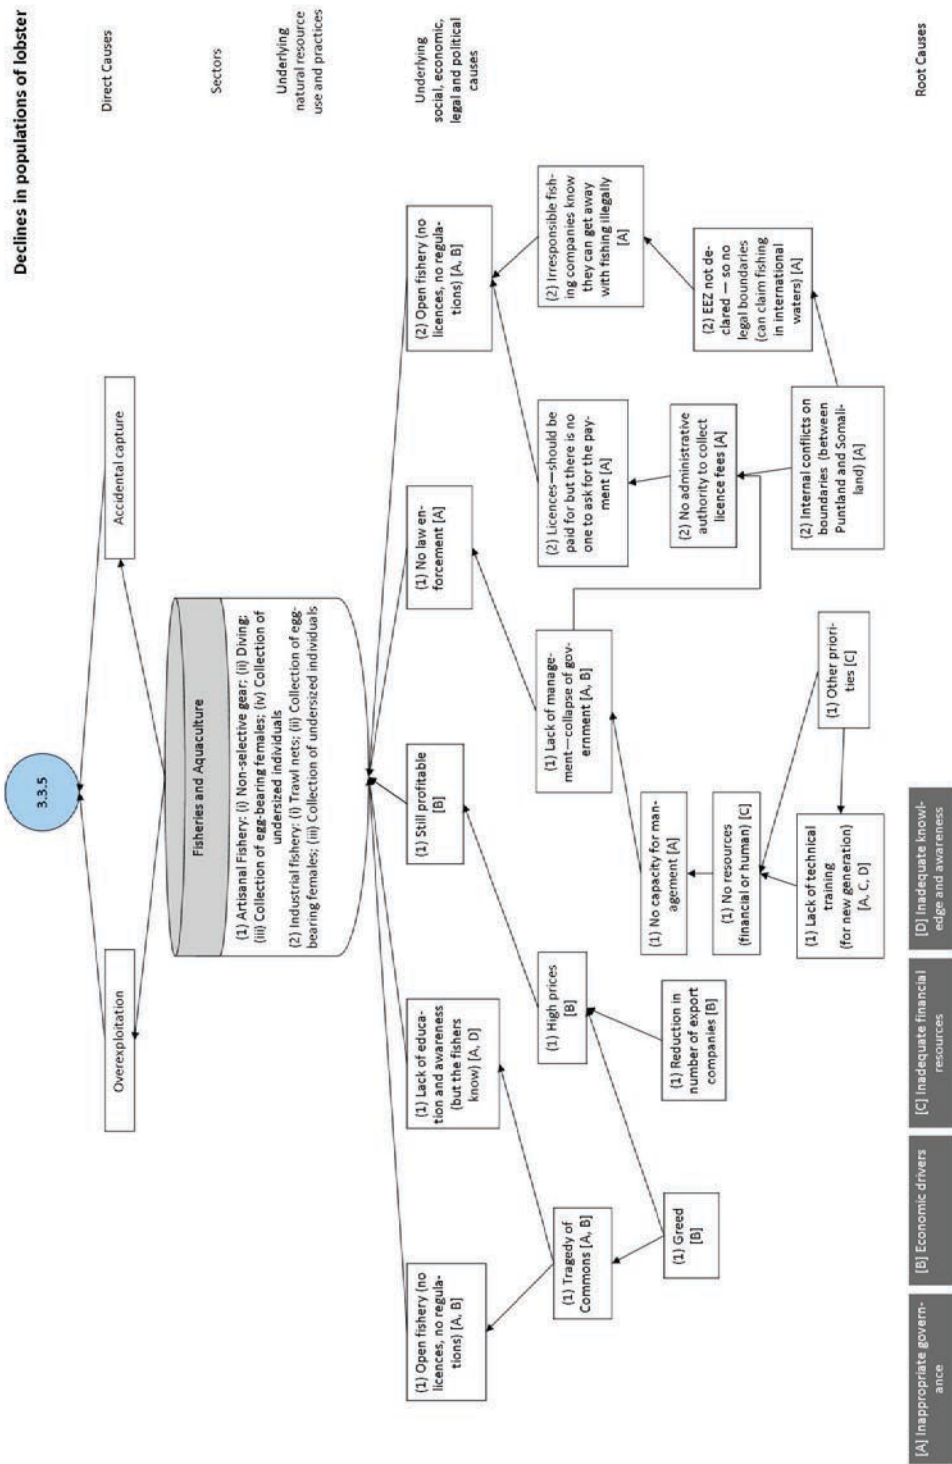 Declines in populations of lobster
3.3.5
Direct Causes
Overexploitation
Accidental capture
Sectors
Fisheries and Aquaculture
Underlying
natural resource
use and practices
(1) Artisanal Fishery: (i) Non-selective gear; (ii) Diving;
(iii) Collection of egg-bearing females; (iv) Collection of
undersized individuals
(2) Industrial fishery: (i) Trawl nets; (ii) Collection of egg-
bearing females; (iii) Collection of undersized individuals
Underlying
social, economic,
legal and political
causes
(1) Open fishery (no
licences, no regula-
tions) [A, B]
(1) Lack of educa-
tion and awareness
(but the fishers
know) [A, D]
(1) Still profitable
[B]
(1) No law en-
forcement [A]
(2) Open fishery (no
licences, no regula-
tions) [A, B]
(1) Tragedy of
Commons [A, B]
(1) High prices
[B]
(1) Lack of manage-
ment—collapse of gov-
ernment [A, B]
(2) Licences—should be
paid for but there is no
one to ask for the pay-
ment [A]
(2) Irresponsible fish-
ing companies know
they can get away
with fishing illegally
[A]
(1) Greed
[B]
(1) Reduction in
number of export
companies [B]
(1) No capacity for man-
agement [A]
(2) No administrative
authority to collect
licence fees [A]
(2) EEZ not de-
clared — so no
legal boundaries
(can claim fishing
in international
waters) [A]
(1) No resources
(financial or human) [C]
(1) Lack of technical
training
(for new generation)
[A, C, D]
(1) Other priori-
ties [C]
(2) Internal conflicts on
boundaries (between
Puntland and Somali-
land) [A]
Root Causes
[A] Inappropriate govern-
ance
[B] Economic drivers
[C] Inadequate financial
resources
[D] Inadequate knowl-
edge and awareness